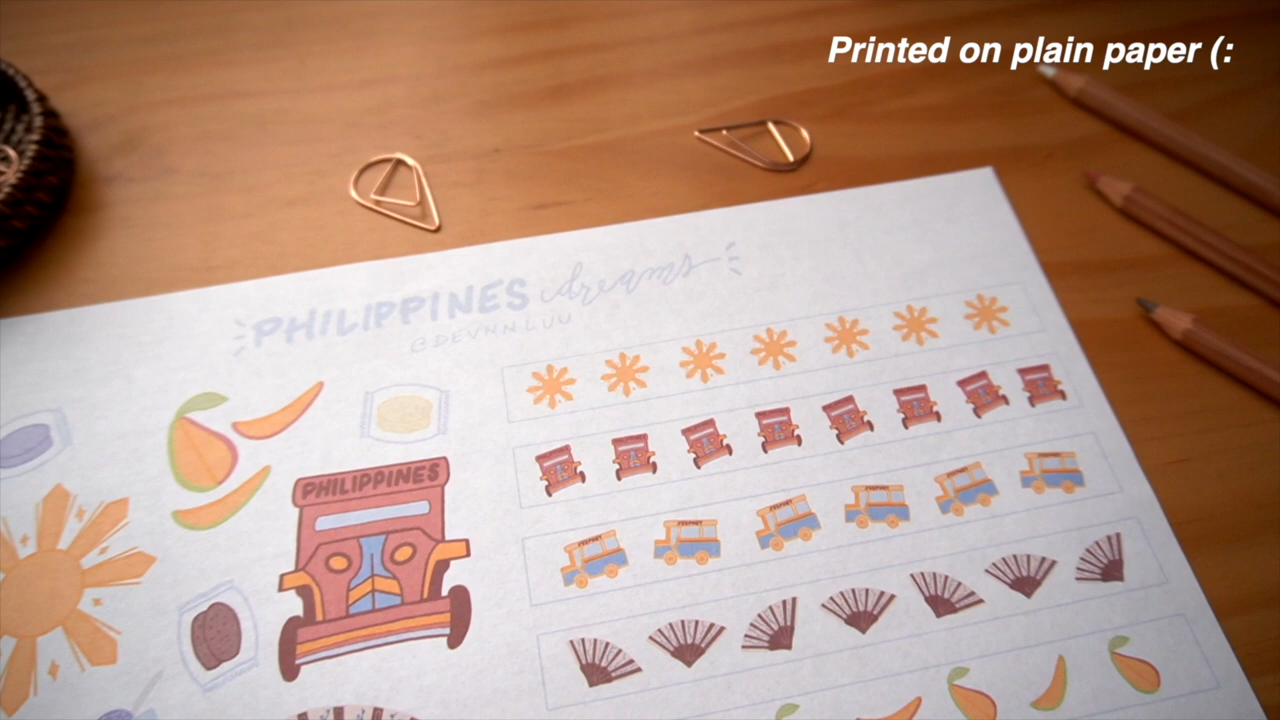 Printed on plain paper (:
PHILIPPINES dreams
@DEVNNLUU
PHILIPPINES